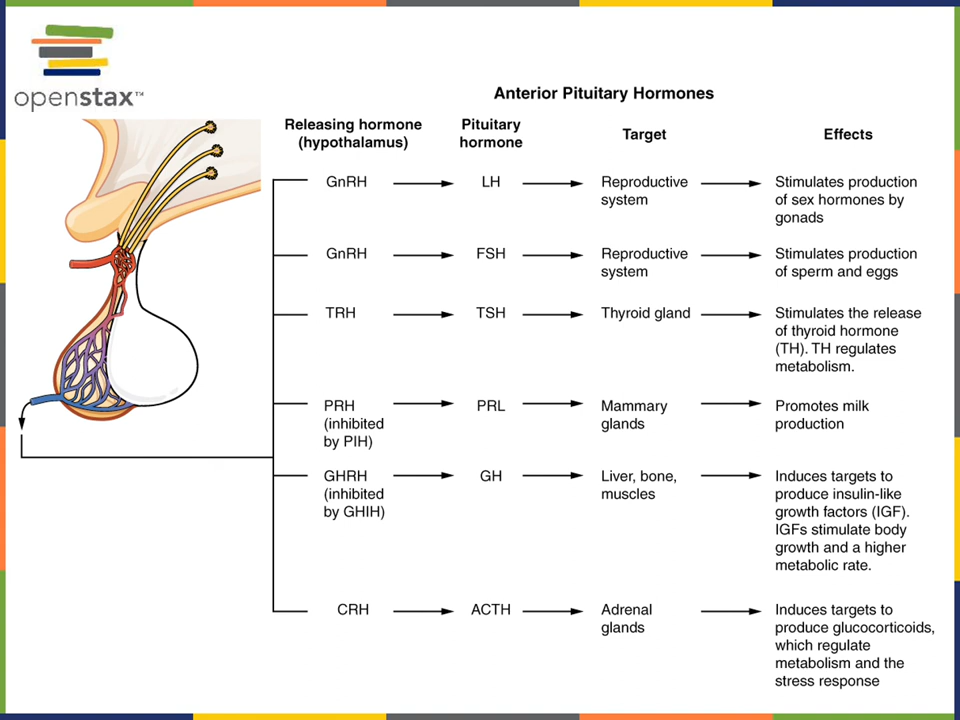 openstax™
Anterior Pituitary Hormones
Releasing hormone
(hypothalamus)
Pituitary
hormone
Target
Effects
GnRH
LH
Reproductive
system
Stimulates production
of sex hormones by
gonads
GnRH
FSH
Reproductive
system
Stimulates production
of sperm and eggs
TRH
TSH
Thyroid gland
Stimulates the release
of thyroid hormone
(TH). TH regulates
metabolism.
PRH
(inhibited
by PIH)
PRL
Mammary
glands
Promotes milk
production
GHRH
(inhibited
by GHIH)
GH
Liver, bone,
muscles
Induces targets to
produce insulin-like
growth factors (IGF).
IGFs stimulate body
growth and a higher
metabolic rate.
CRH
ACTH
Adrenal
glands
Induces targets to
produce glucocorticoids,
which regulate
metabolism and the
stress response